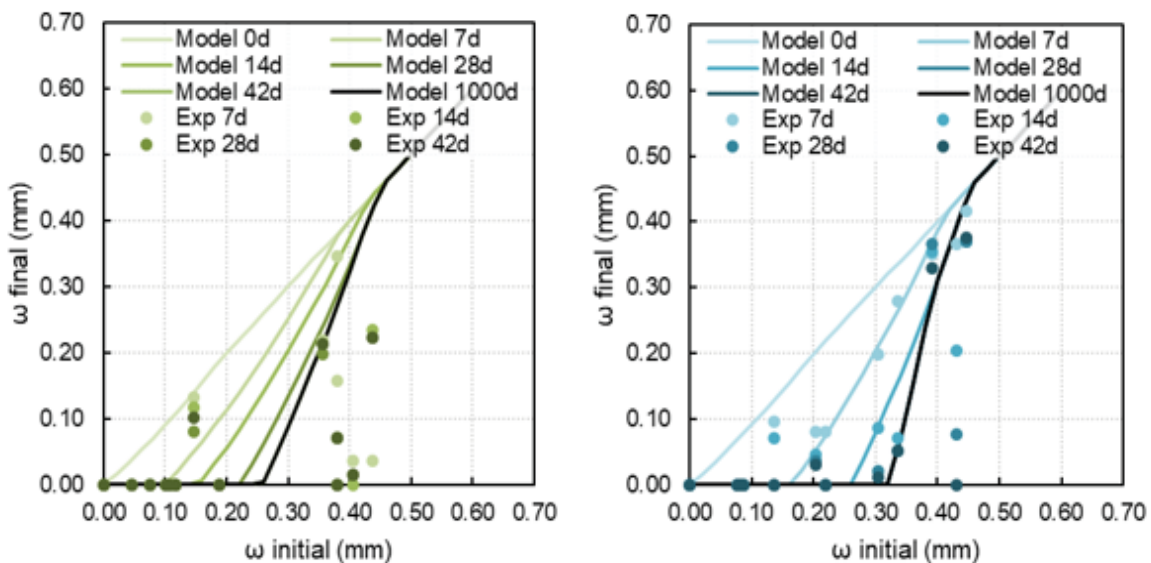 0.70
Model 0d Model 7d
Model 14d Model 28d
Model 42d Model 1000d
Exp 7d Exp 14d
Exp 28d Exp 42d
0.60
0.50
0.40
0.30
0.20
0.10
0.00
ω final (mm)
0.00 0.10 0.20 0.30 0.40 0.50 0.60 0.70
ω initial (mm)
0.70
Model 0d Model 7d
Model 14d Model 28d
Model 42d Model 1000d
Exp 7d Exp 14d
Exp 28d Exp 42d
0.60
0.50
0.40
0.30
0.20
0.10
0.00
ω final (mm)
0.00 0.10 0.20 0.30 0.40 0.50 0.60 0.70
ω initial (mm)